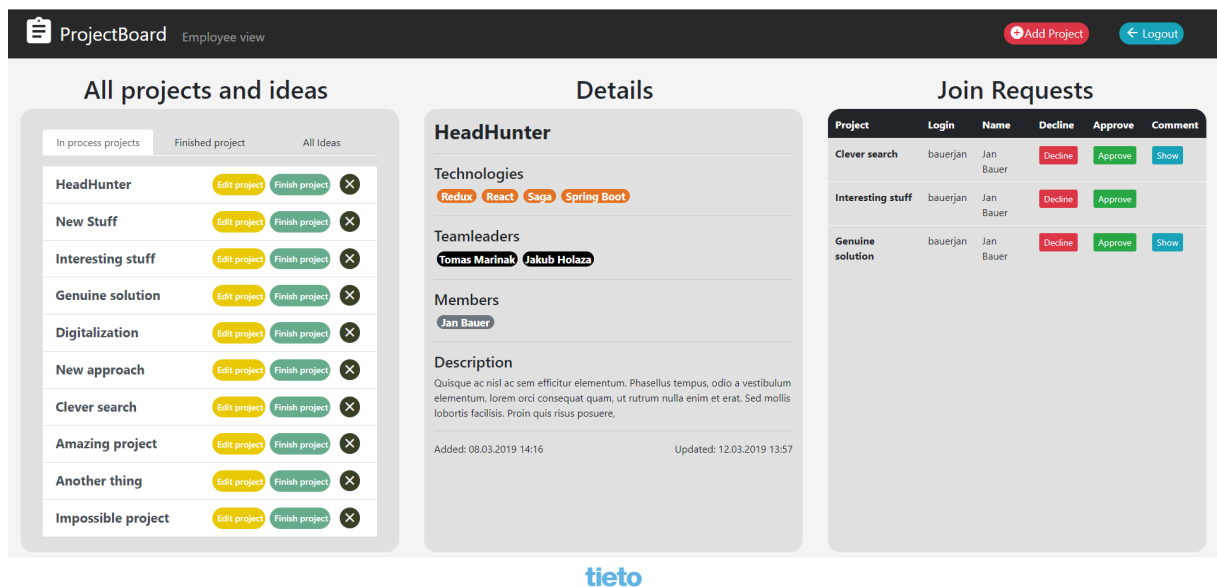 ProjectBoard Employee view
Add Project
Logout
All projects and ideas
In process projects Finished project All Ideas
HeadHunter Edit project Finish project
New Stuff Edit project Finish project
Interesting stuff Edit project Finish project
Genuine solution Edit project Finish project
Digitalization Edit project Finish project
New approach Edit project Finish project
Clever search Edit project Finish project
Amazing project Edit project Finish project
Another thing Edit project Finish project
Impossible project Edit project Finish project
Details
HeadHunter
Technologies
Redux React Saga Spring Boot
Teamleaders
Tomas Marinak Jakub Holaza
Members
Jan Bauer
Description
Quisque ac nisl ac sem efficitur elementum. Phasellus tempus, odio a vestibulum
elementum, lorem orci consequat quam, ut rutrum nulla enim et erat. Sed mollis
lobortis facilisis. Proin quis risus posuere,
Added: 08.03.2019 14:16 Updated: 12.03.2019 13:57
Join Requests
Project Login Name Decline Approve Comment
Clever search bauerjan Jan Decline Approve Show
Bauer
Interesting stuff bauerjan Jan Decline Approve
Bauer
Genuine bauerjan Jan Decline Approve Show
solution Bauer
tieto